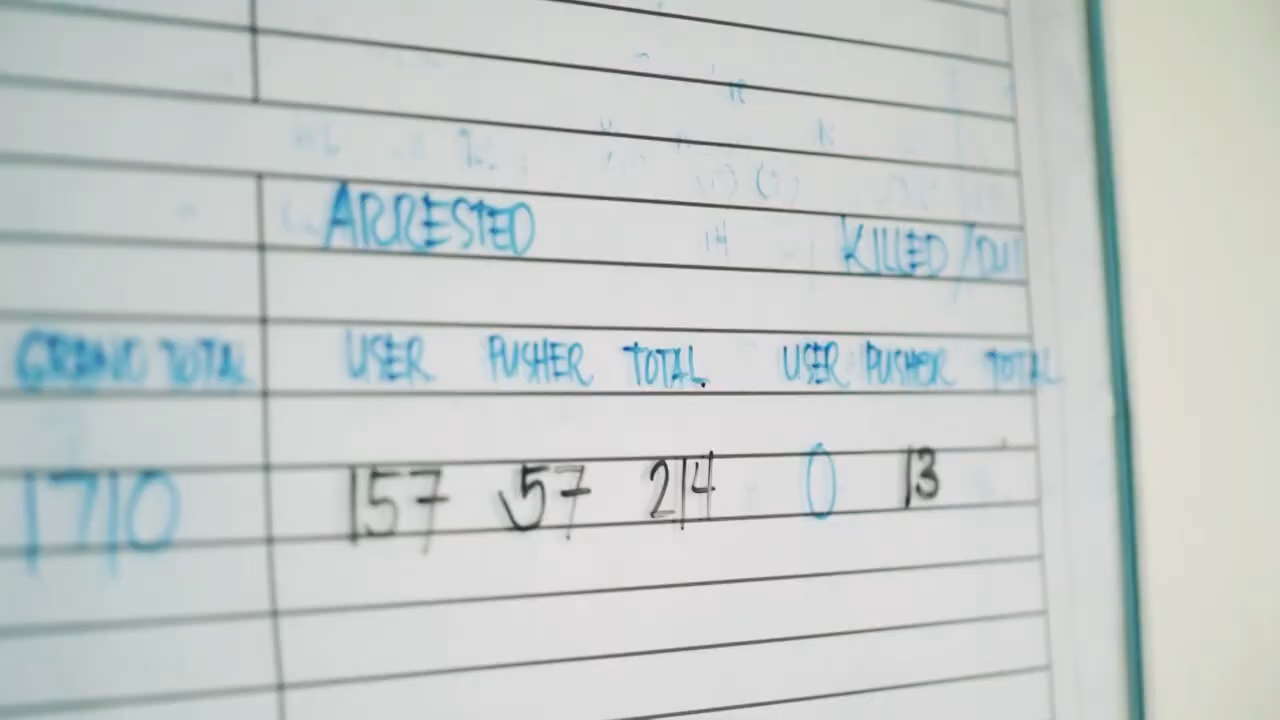 ARRESTED KILLED
GRAND TOTAL USER PUSHER TOTAL USER PUSHER TOTAL
1710 157 57 214 0 13